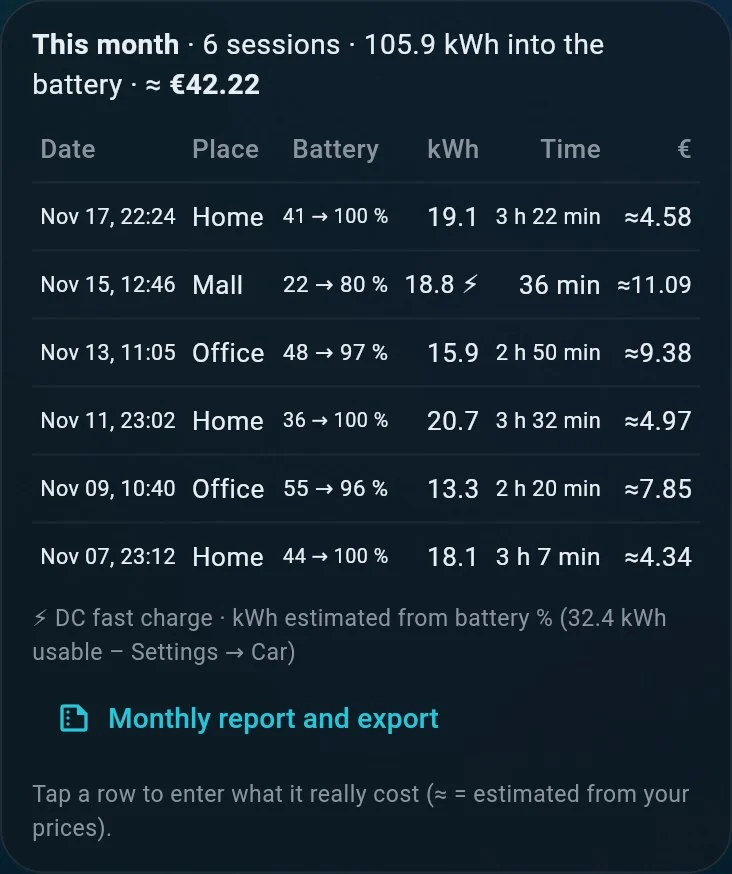 This month · 6 sessions · 105.9 kWh into the
battery · ≈ €42.22
Date Place Battery kWh Time €
Nov 17, 22:24 Home 41 → 100 % 19.1 3 h 22 min ≈4.58
Nov 15, 12:46 Mall 22 → 80 % 18.8 ⚡ 36 min ≈11.09
Nov 13, 11:05 Office 48 → 97 % 15.9 2 h 50 min ≈9.38
Nov 11, 23:02 Home 36 → 100 % 20.7 3 h 32 min ≈4.97
Nov 09, 10:40 Office 55 → 96 % 13.3 2 h 20 min ≈7.85
Nov 07, 23:12 Home 44 → 100 % 18.1 3 h 7 min ≈4.34
⚡ DC fast charge · kWh estimated from battery % (32.4 kWh
usable – Settings → Car)
Monthly report and export
Tap a row to enter what it really cost (≈ = estimated from your
prices).